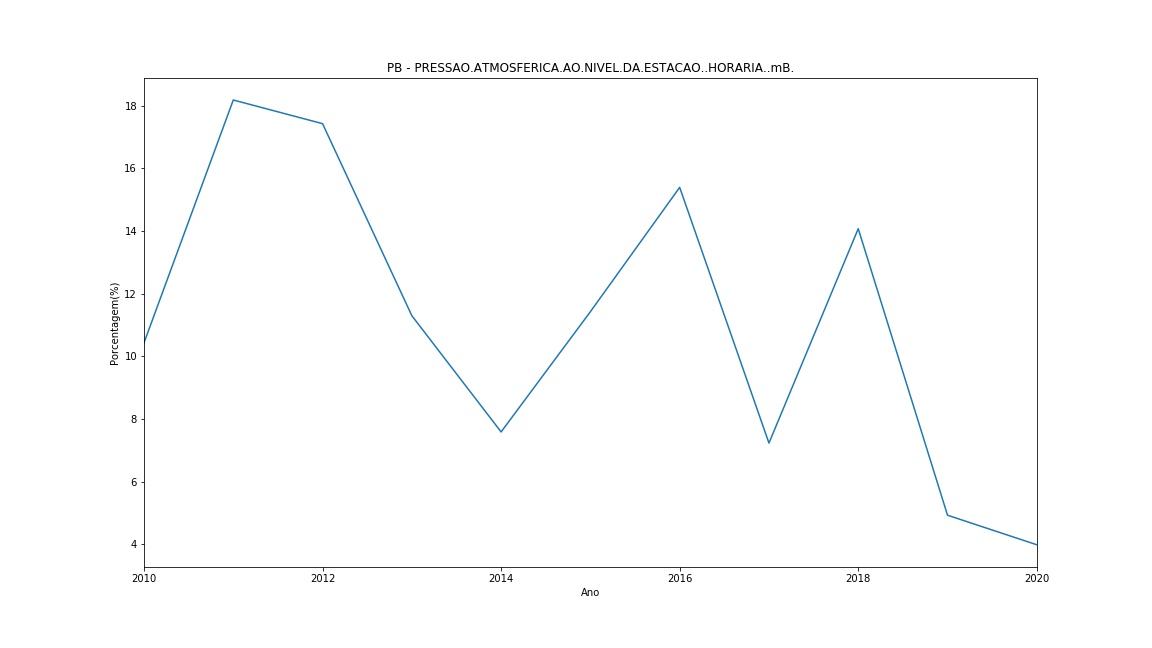 PB - PRESSAO.ATMOSFERICA.AO.NIVEL.DA.ESTACAO..HORARIA..mB.
18
16
14
12
10
8
6
4
Porcentagem(%)
2010 2012 2014 2016 2018 2020
Ano